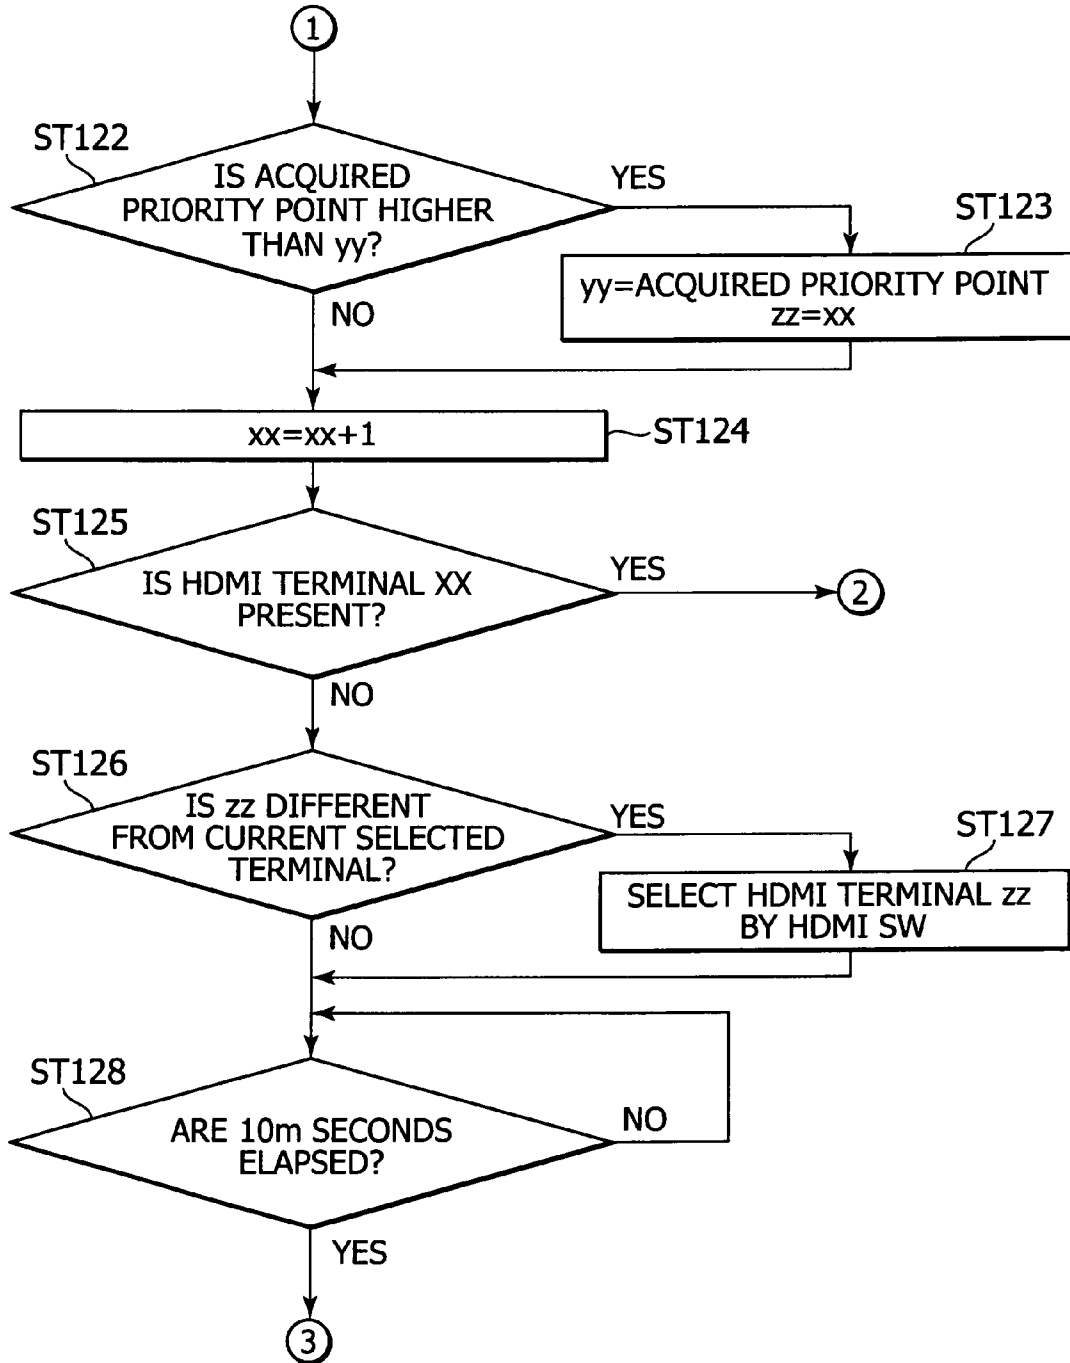 1
ST122
IS ACQUIRED
PRIORITY POINT HIGHER
THAN yy?
YES
ST123
yy=ACQUIRED PRIORITY POINT
zz=xx
NO
xx=xx+1
ST124
ST125
IS HDMI TERMINAL XX
PRESENT?
YES
2
NO
ST126
IS zz DIFFERENT
FROM CURRENT SELECTED
TERMINAL?
YES
ST127
SELECT HDMI TERMINAL zz
BY HDMI SW
NO
ST128
ARE 10m SECONDS
ELAPSED?
NO
YES
3